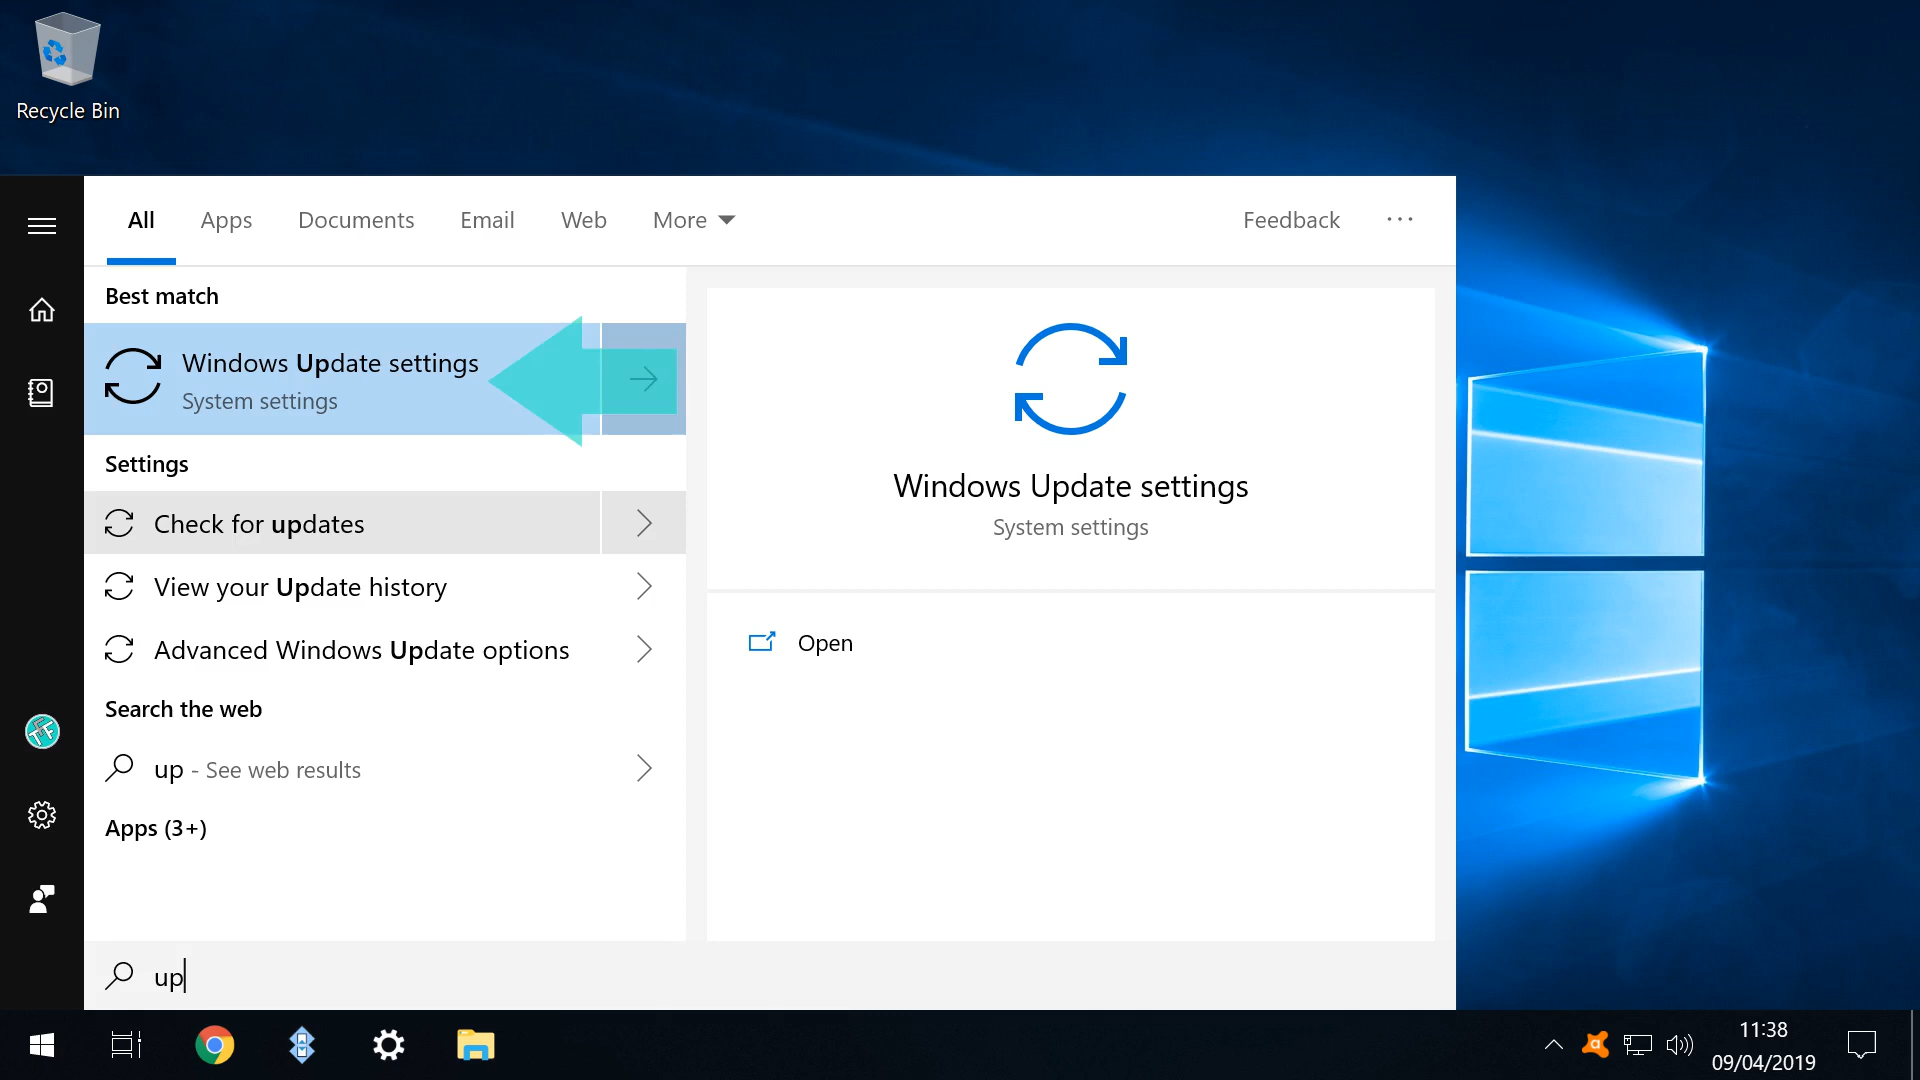 Recycle Bin
All Apps Documents Email Web More Feedback ···
Best match
Windows Update settings
System settings
Settings
Check for updates
View your Update history
Advanced Windows Update options
Search the web
up - See web results
Apps (3+)
Windows Update settings
System settings
Open
up
11:38
09/04/2019